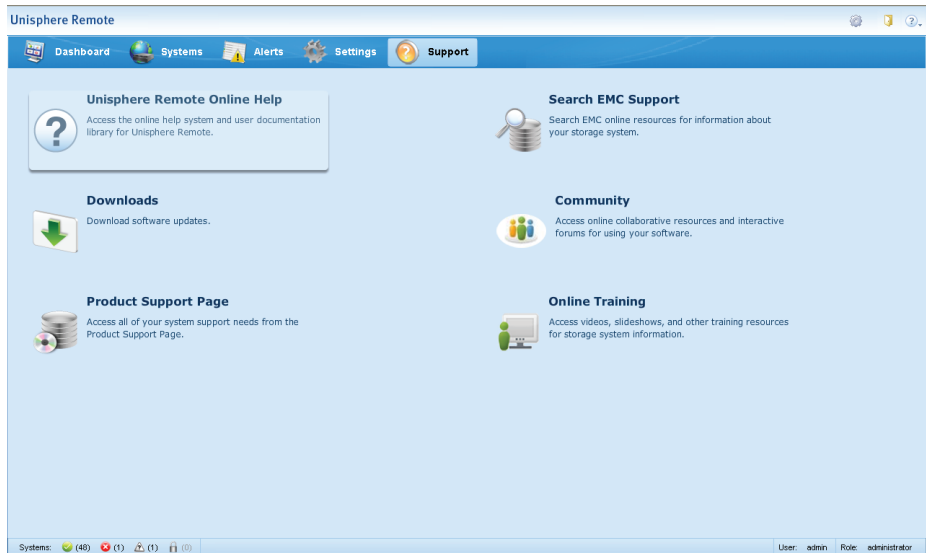 Unisphere Remote
Dashboard Systems Alerts Settings Support
Unisphere Remote Online Help
Access the online help system and user documentation
library for Unisphere Remote.
Search EMC Support
Search EMC online resources for information about
your storage system.
Downloads
Download software updates.
Community
Access online collaborative resources and interactive
forums for using your software.
Product Support Page
Access all of your system support needs from the
Product Support Page.
Online Training
Access videos, slideshows, and other training resources
for storage system information.
Systems: (48) (1) (1) (0) User: admin Role: administrator